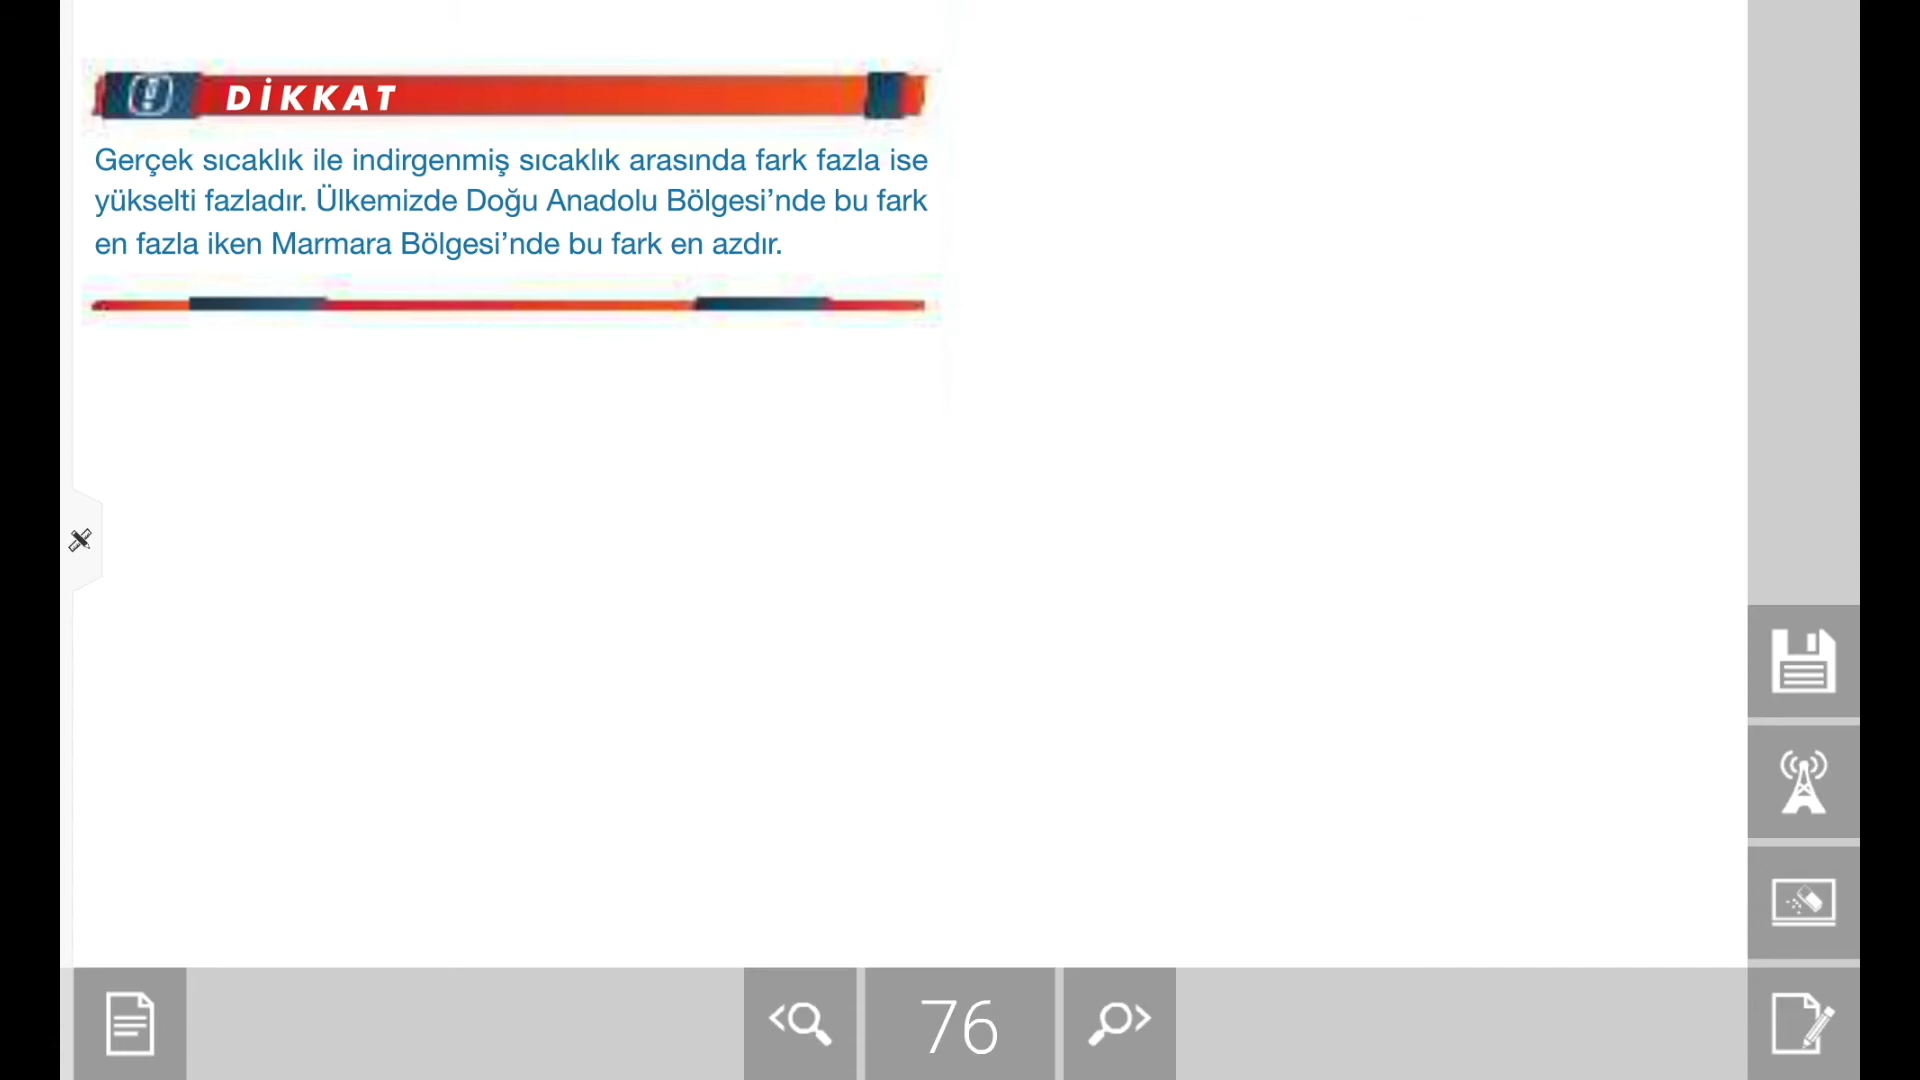 DİKKAT
Gerçek sıcaklık ile indirgenmiş sıcaklık arasında fark fazla ise
yükselti fazladır. Ülkemizde Doğu Anadolu Bölgesi’nde bu fark
en fazla iken Marmara Bölgesi’nde bu fark en azdır.
76